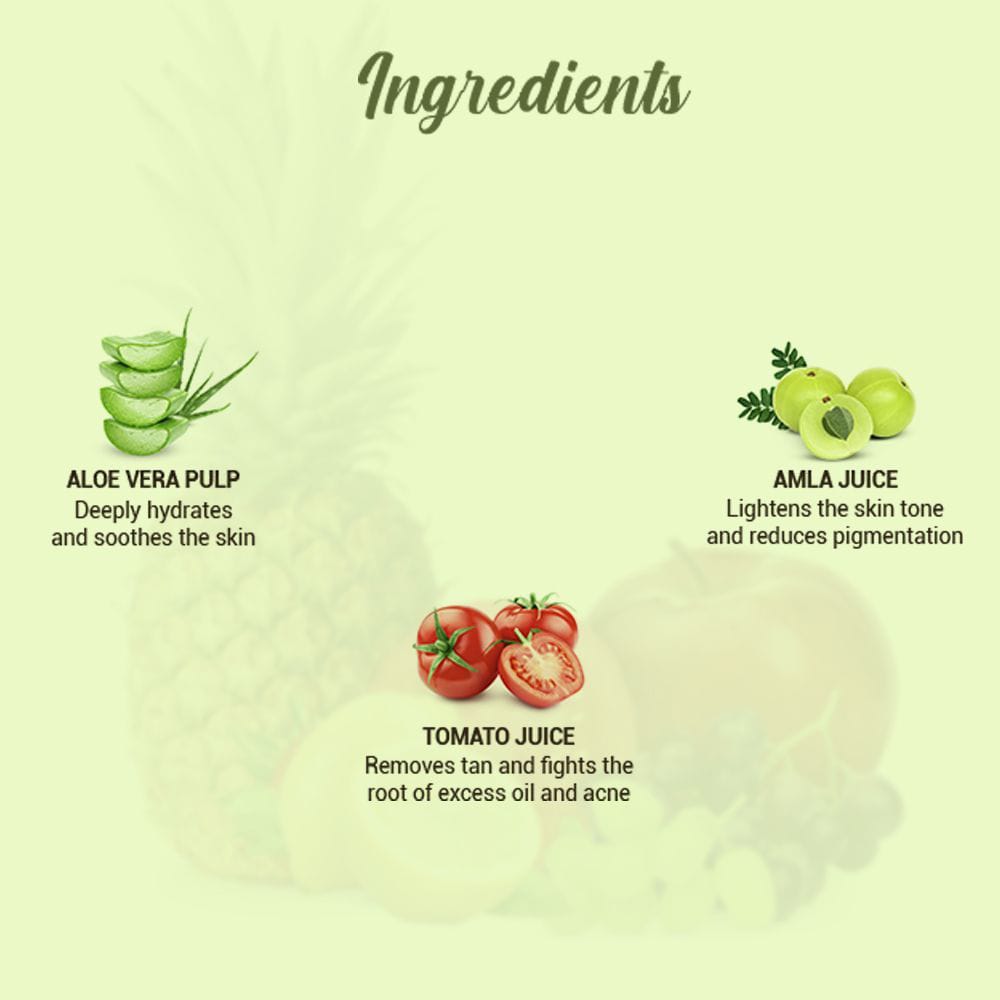 Ingredients
ALOE VERA PULP
Deeply hydrates
and soothes the skin
AMLA JUICE
Lightens the skin tone
and reduces pigmentation
TOMATO JUICE
Removes tan and fights the
root of excess oil and acne